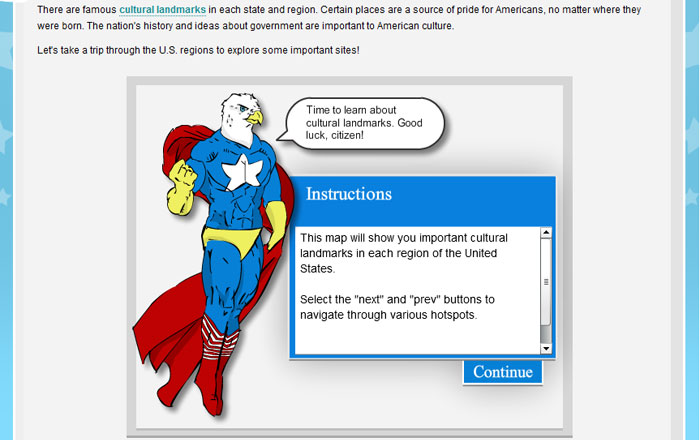 There are famous cultural landmarks in each state and region. Certain places are a source of pride for Americans, no matter where they
were born. The nation's history and ideas about government are important to American culture.
Let's take a trip through the U.S. regions to explore some important sites!
Time to learn about
cultural landmarks. Good
luck, citizen!
Instructions
This map will show you important cultural
landmarks in each region of the United
States.
Select the "next" and "prev" buttons to
navigate through various hotspots.
Continue